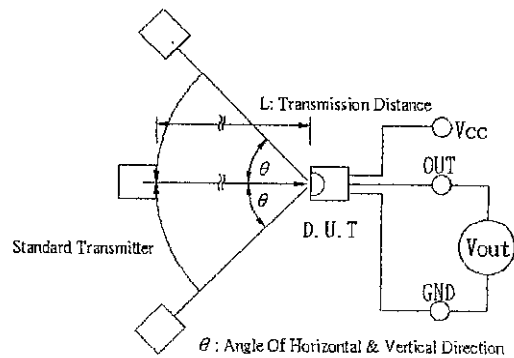 L: Transmission Distance
Vcc
θ
OUT
θ
D.U.T
Standard Transmitter
Vout
GND
θ: Angle Of Horizontal & Vertical Direction